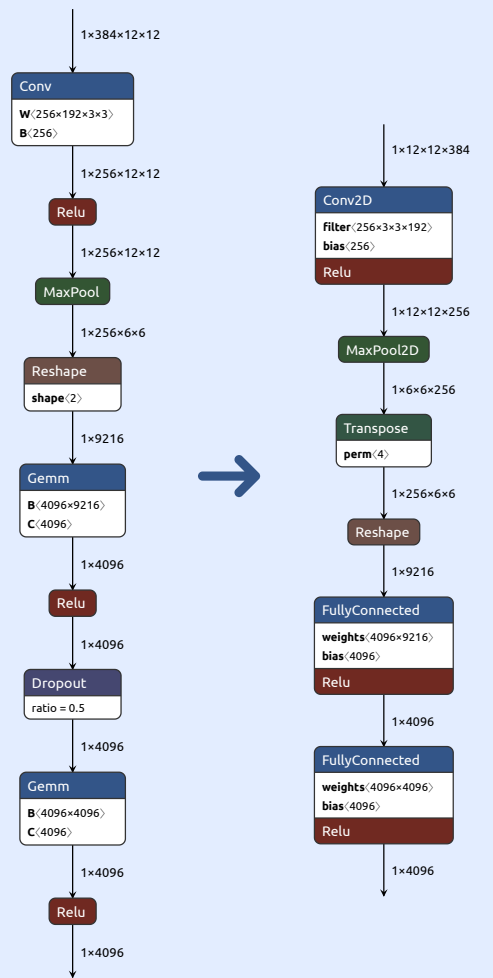 1×384×12×12
Conv
W⟨256×192×3×3⟩
B⟨256⟩
1×256×12×12
Relu
1×256×12×12
MaxPool
1×256×6×6
Reshape
shape⟨2⟩
1×9216
Gemm
B⟨4096×9216⟩
C⟨4096⟩
1×4096
Relu
1×4096
Dropout
ratio = 0.5
1×4096
Gemm
B⟨4096×4096⟩
C⟨4096⟩
1×4096
Relu
1×4096
1×12×12×384
Conv2D
filter⟨256×3×3×192⟩
bias⟨256⟩
Relu
1×12×12×256
MaxPool2D
1×6×6×256
Transpose
perm⟨4⟩
1×256×6×6
Reshape
1×9216
FullyConnected
weights⟨4096×9216⟩
bias⟨4096⟩
Relu
1×4096
FullyConnected
weights⟨4096×4096⟩
bias⟨4096⟩
Relu
1×4096